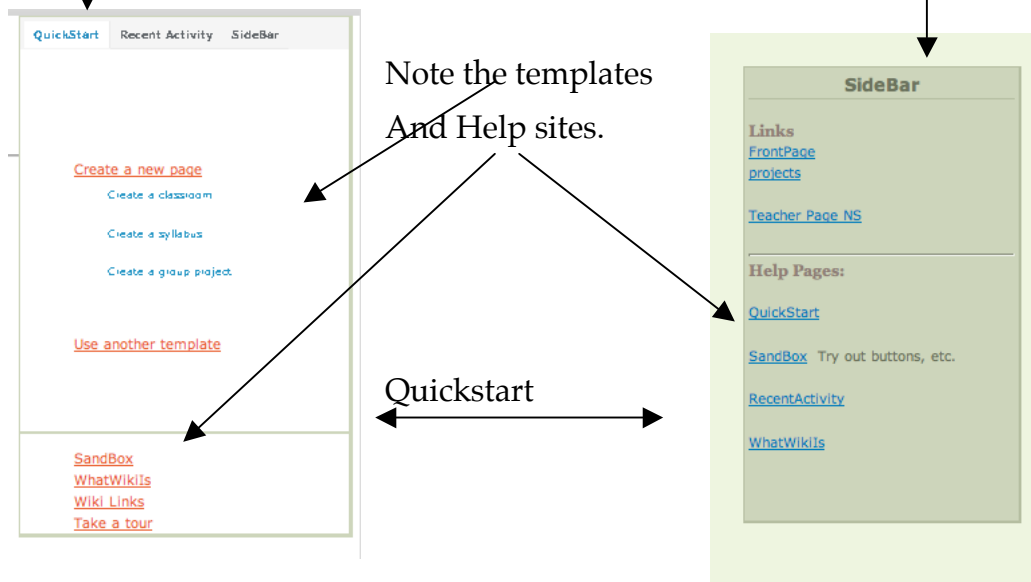 QuickStart Recent Activity SideBar
Create a new page
Create a classroom
Create a syllabus
Create a group project
Use another template
SandBox
WhatWikiIs
Wiki Links
Take a tour
Note the templates
And Help sites.
Quickstart
SideBar
Links
FrontPage
projects
Teacher Page NS
Help Pages:
QuickStart
SandBox Try out buttons, etc.
RecentActivity
WhatWikiIs